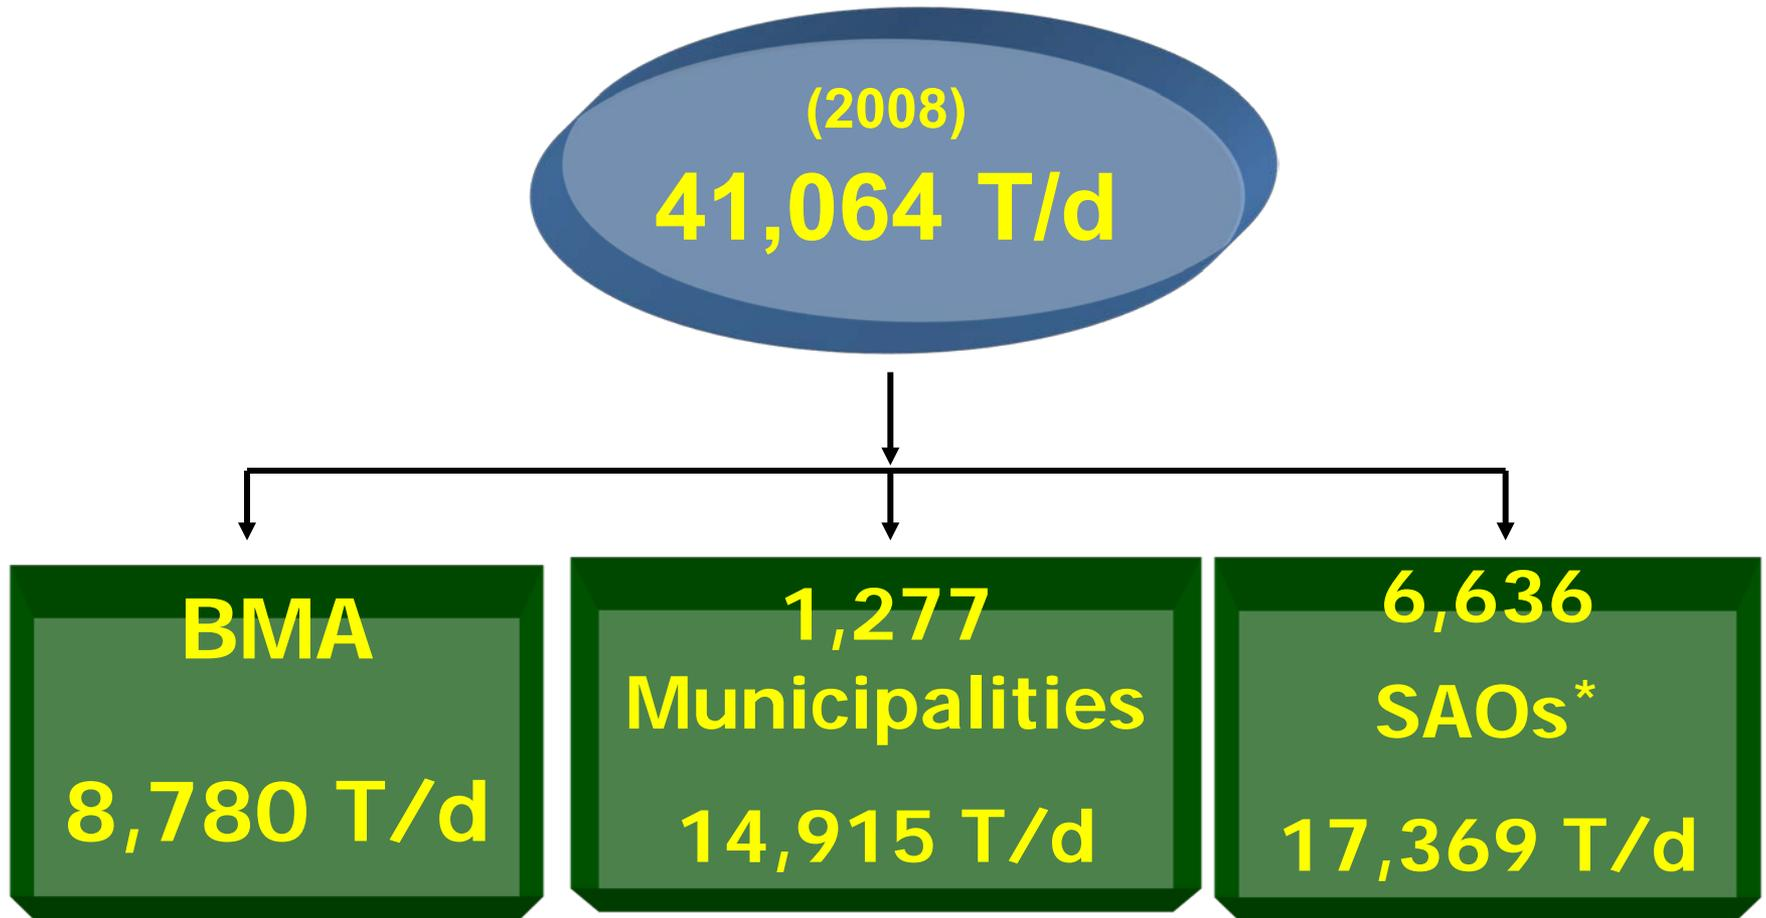 (2008)
41,064 T/d
BMA
8,780 T/d
1,277
Municipalities
14,915 T/d
6,636
SAOs*
17,369 T/d